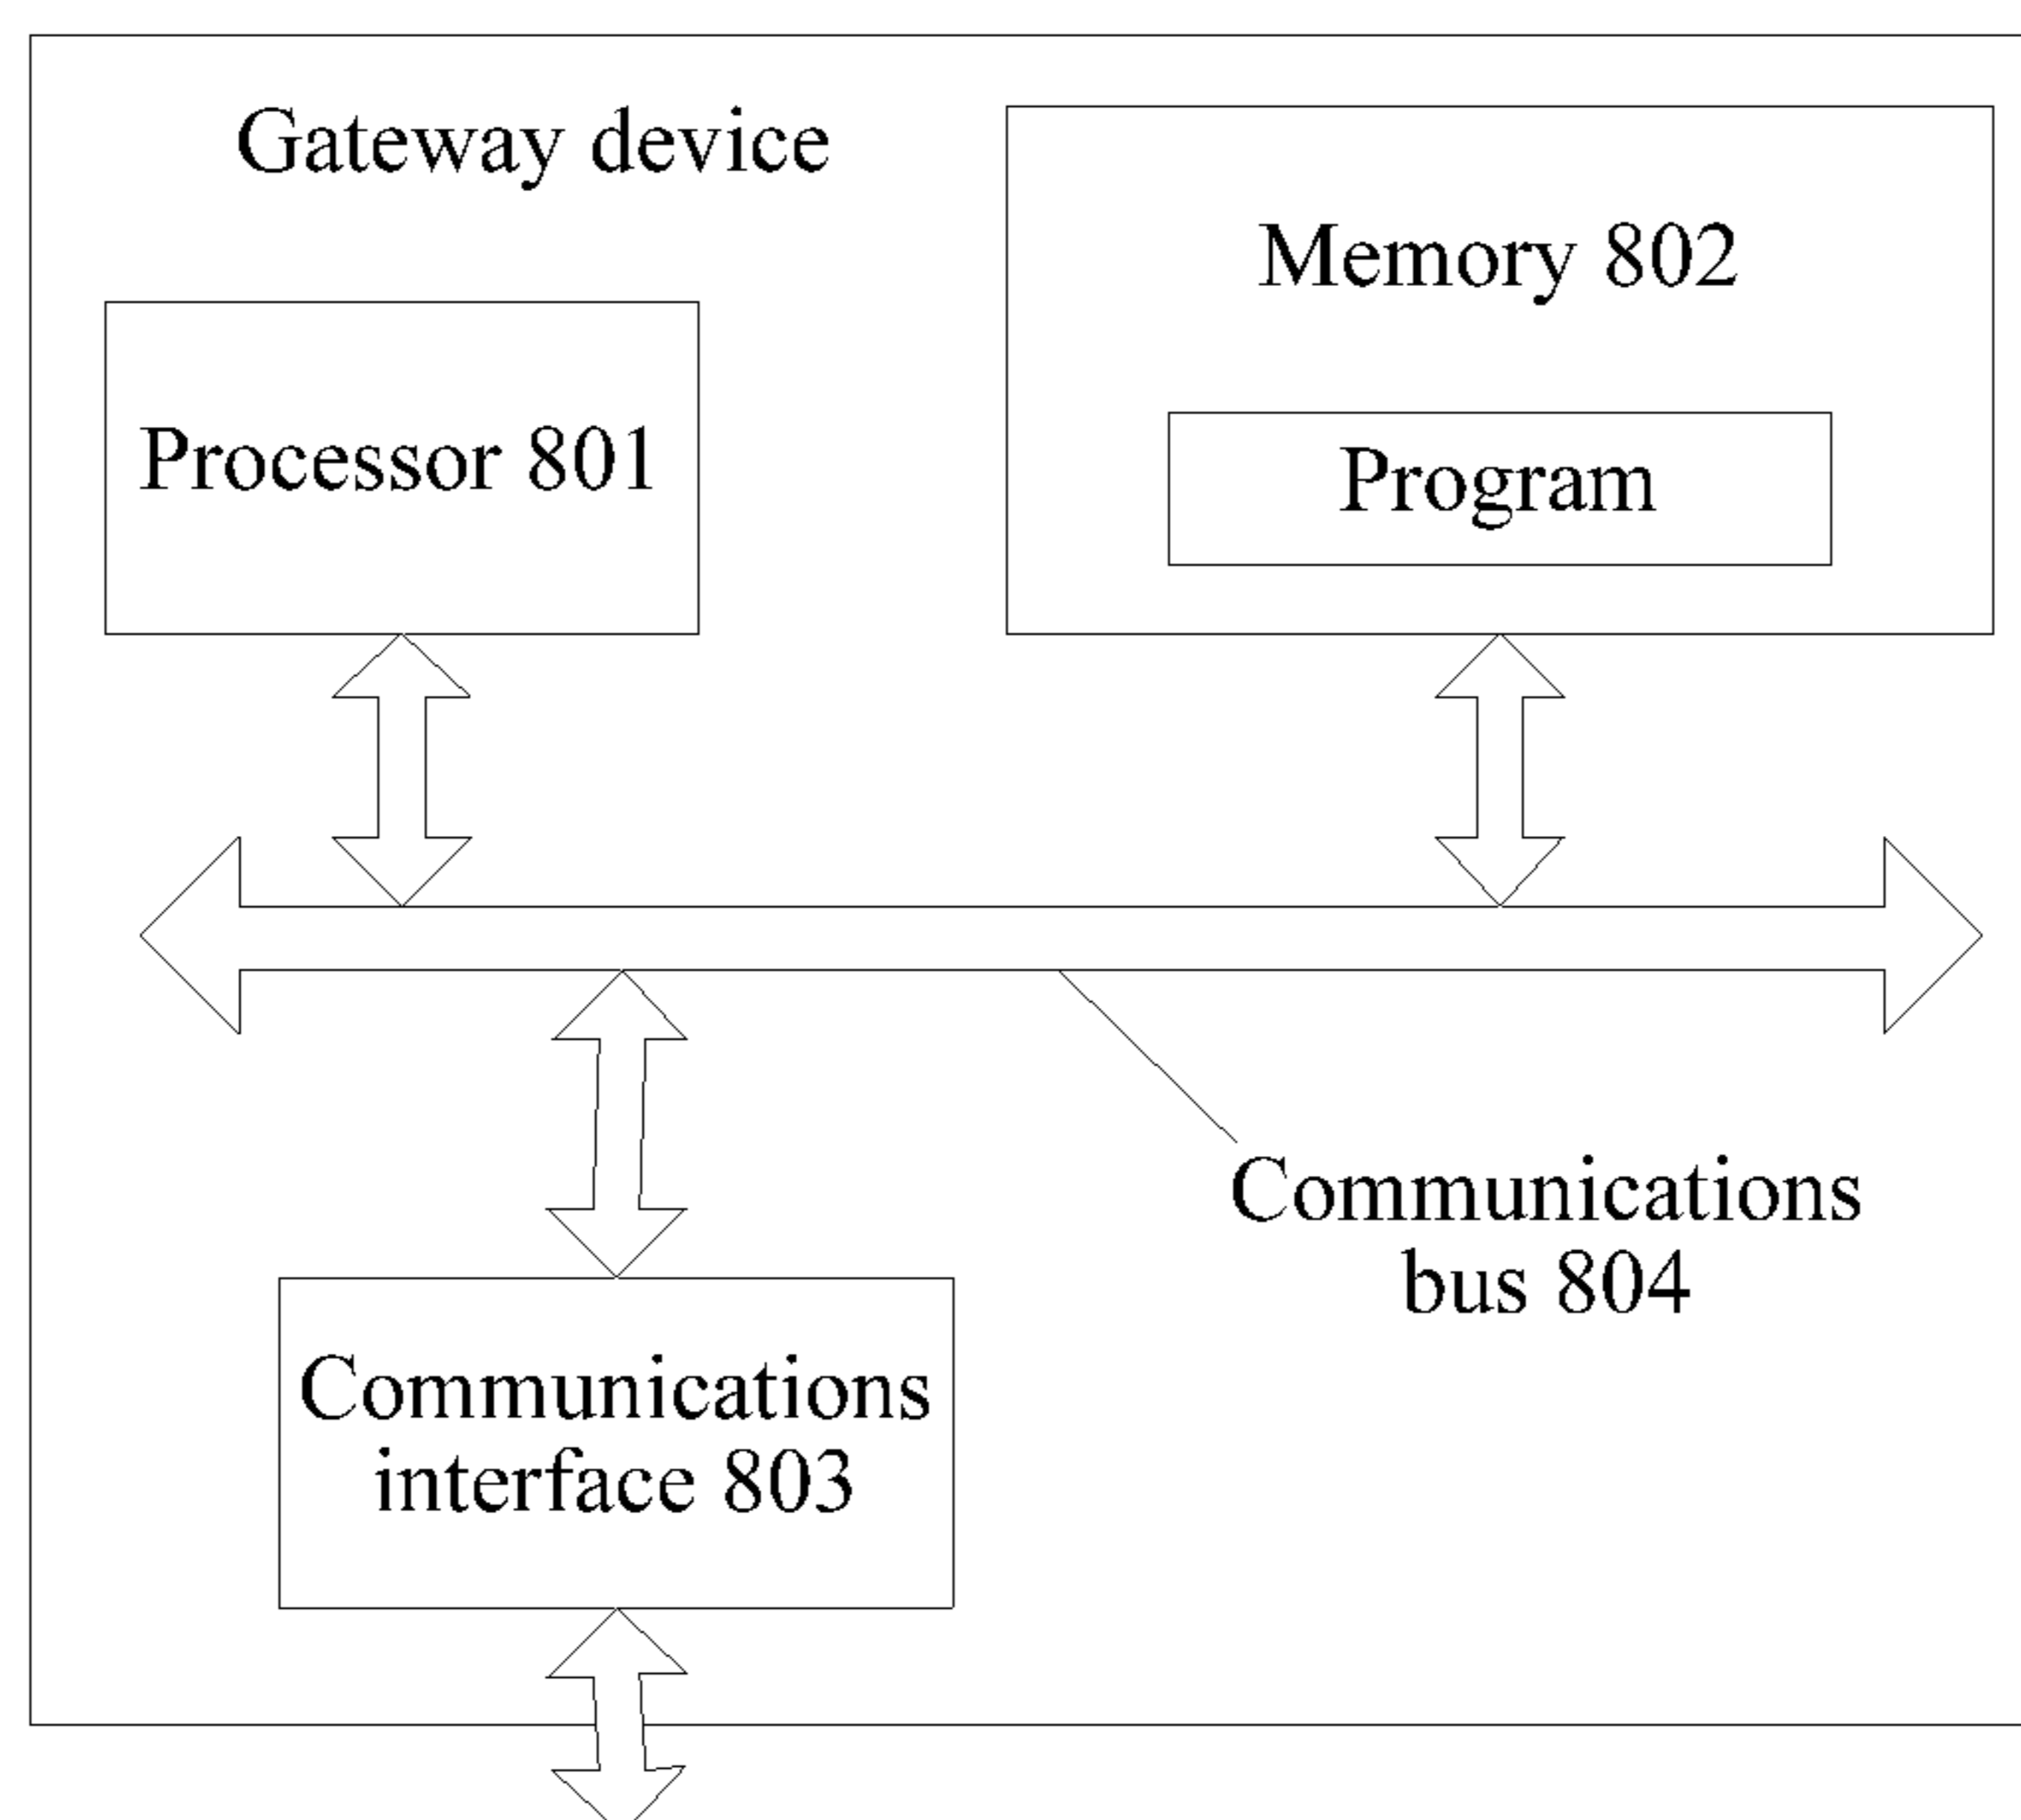 Gateway device
Memory 802
Processor 801
Program
Communications
bus 804
Communications
interface 803